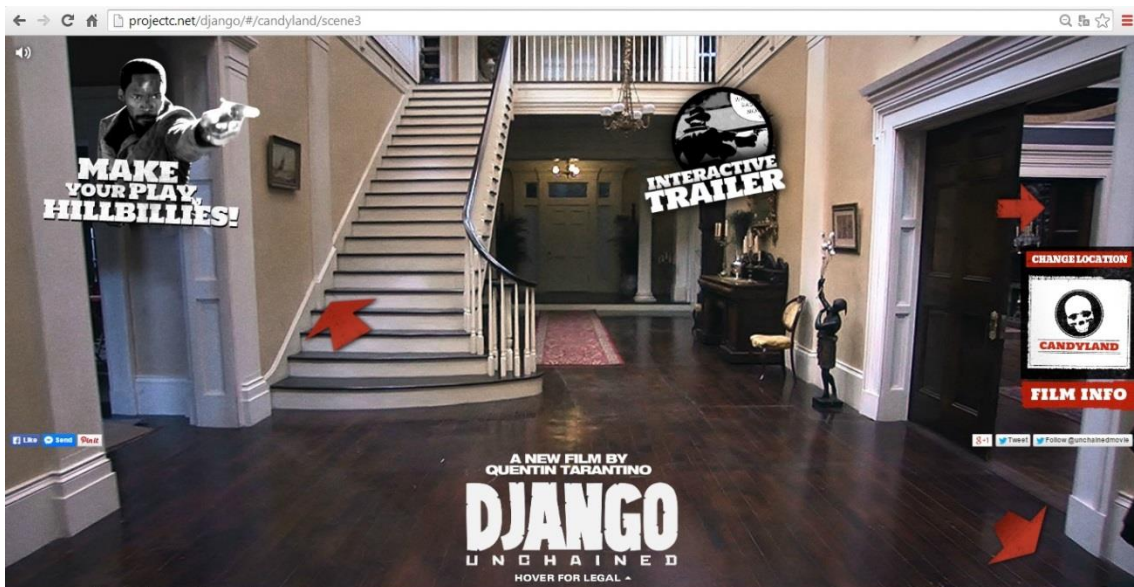 projectc.net/django/#/candyland/scene3
MAKE
YOUR PLAY,
HILLBILLIES!
INTERACTIVE
TRAILER
CHANGE LOCATION
CANDYLAND
FILM INFO
Like Send Pin it
+1 Tweet Follow @unchainedmovie
A NEW FILM BY
QUENTIN TARANTINO
DJANGO
UNCHAINED
HOVER FOR LEGAL